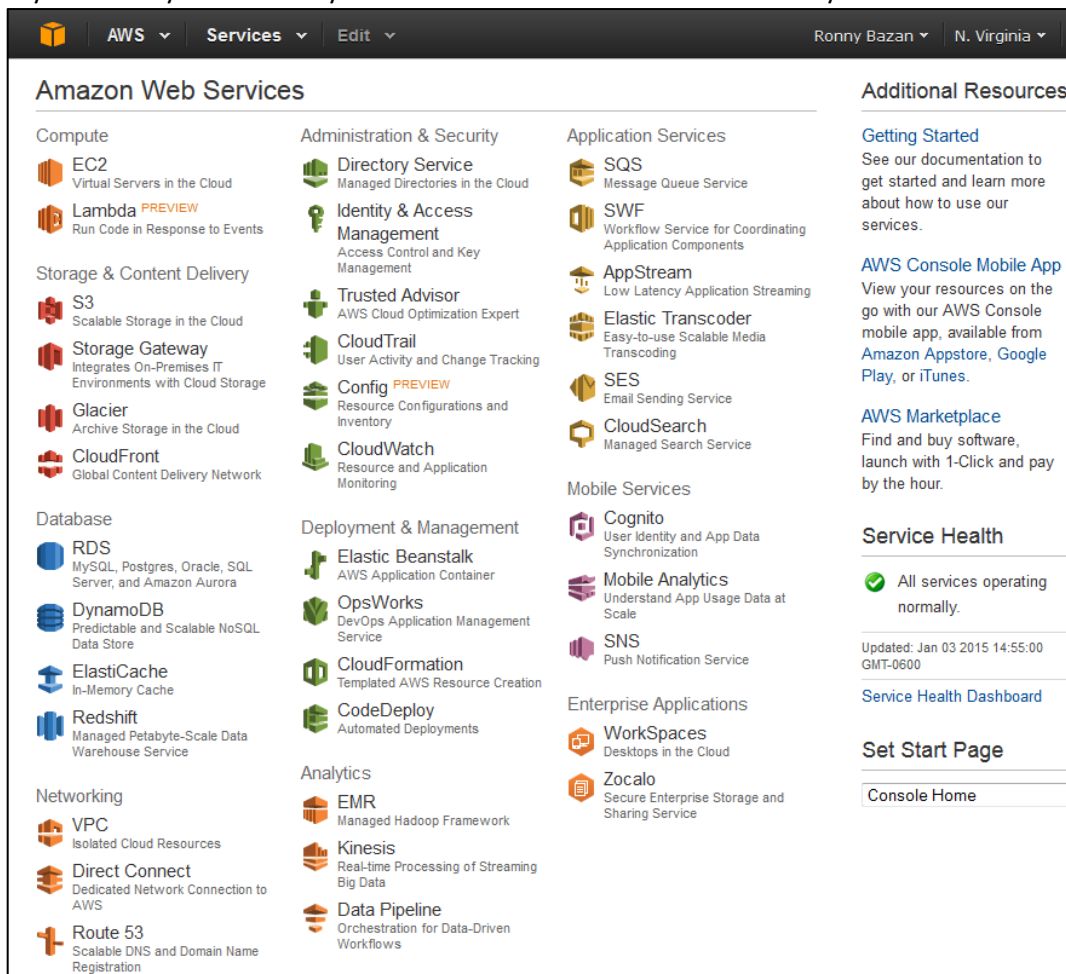 AWS Services Edit Ronny Bazan N. Virginia
Amazon Web Services
Compute
EC2
Virtual Servers in the Cloud
Lambda PREVIEW
Run Code in Response to Events
Storage & Content Delivery
S3
Scalable Storage in the Cloud
Storage Gateway
Integrates On-Premises IT
Environments with Cloud Storage
Glacier
Archive Storage in the Cloud
CloudFront
Global Content Delivery Network
Database
RDS
MySQL, Postgres, Oracle, SQL
Server, and Amazon Aurora
DynamoDB
Predictable and Scalable NoSQL
Data Store
ElastiCache
In-Memory Cache
Redshift
Managed Petabyte-Scale Data
Warehouse Service
Networking
VPC
Isolated Cloud Resources
Direct Connect
Dedicated Network Connection to
AWS
Route 53
Scalable DNS and Domain Name
Registration
Administration & Security
Directory Service
Managed Directories in the Cloud
Identity & Access
Management
Access Control and Key
Management
Trusted Advisor
AWS Cloud Optimization Expert
CloudTrail
User Activity and Change Tracking
Config PREVIEW
Resource Configurations and
Inventory
CloudWatch
Resource and Application
Monitoring
Deployment & Management
Elastic Beanstalk
AWS Application Container
OpsWorks
DevOps Application Management
Service
CloudFormation
Templated AWS Resource Creation
CodeDeploy
Automated Deployments
Analytics
EMR
Managed Hadoop Framework
Kinesis
Real-time Processing of Streaming
Big Data
Data Pipeline
Orchestration for Data-Driven
Workflows
Application Services
SQS
Message Queue Service
SWF
Workflow Service for Coordinating
Application Components
AppStream
Low Latency Application Streaming
Elastic Transcoder
Easy-to-use Scalable Media
Transcoding
SES
Email Sending Service
CloudSearch
Managed Search Service
Mobile Services
Cognito
User Identity and App Data
Synchronization
Mobile Analytics
Understand App Usage Data at
Scale
SNS
Push Notification Service
Enterprise Applications
WorkSpaces
Desktops in the Cloud
Zocalo
Secure Enterprise Storage and
Sharing Service
Additional Resources
Getting Started
See our documentation to
get started and learn more
about how to use our
services.
AWS Console Mobile App
View your resources on the
go with our AWS Console
mobile app, available from
Amazon Appstore, Google
Play, or iTunes.
AWS Marketplace
Find and buy software,
launch with 1-Click and pay
by the hour.
Service Health
All services operating
normally.
Updated: Jan 03 2015 14:55:00
GMT-0600
Service Health Dashboard
Set Start Page
Console Home